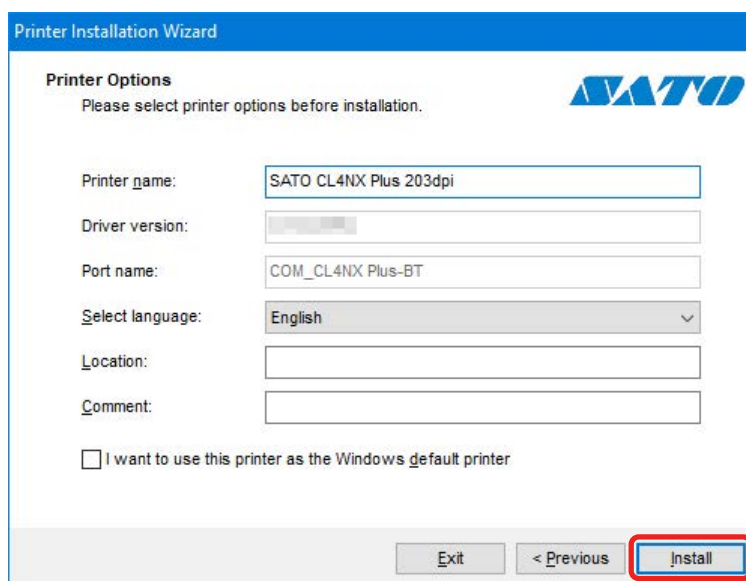 Printer Installation Wizard
Printer Options
Please select printer options before installation.
SATO
Printer name: SATO CL4NX Plus 203dpi
Driver version:
Port name: COM_CL4NX Plus-BT
Select language: English
Location:
Comment:
I want to use this printer as the Windows default printer
Exit < Previous Install